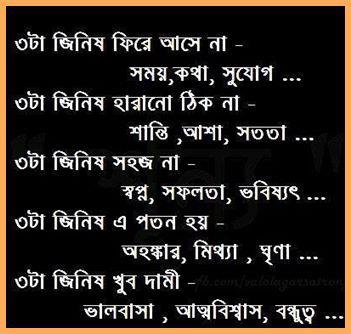 ৩টা জিনিষ ফিরে আসে না -
সময়,কথা, সুযোগ ...
৩টা জিনিষ হারানো ঠিক না -
শান্তি ,আশা, সততা ...
৩টা জিনিষ সহজ না -
স্বপ্ন, সফলতা, ভবিষ্যৎ ...
৩টা জিনিষ এ পতন হয় -
অহঙ্কার, মিথ্যা , ঘৃণা ...
৩টা জিনিষ খুব দামী -
ভালবাসা , আত্মবিশ্বাস, বন্ধুত্ব ...